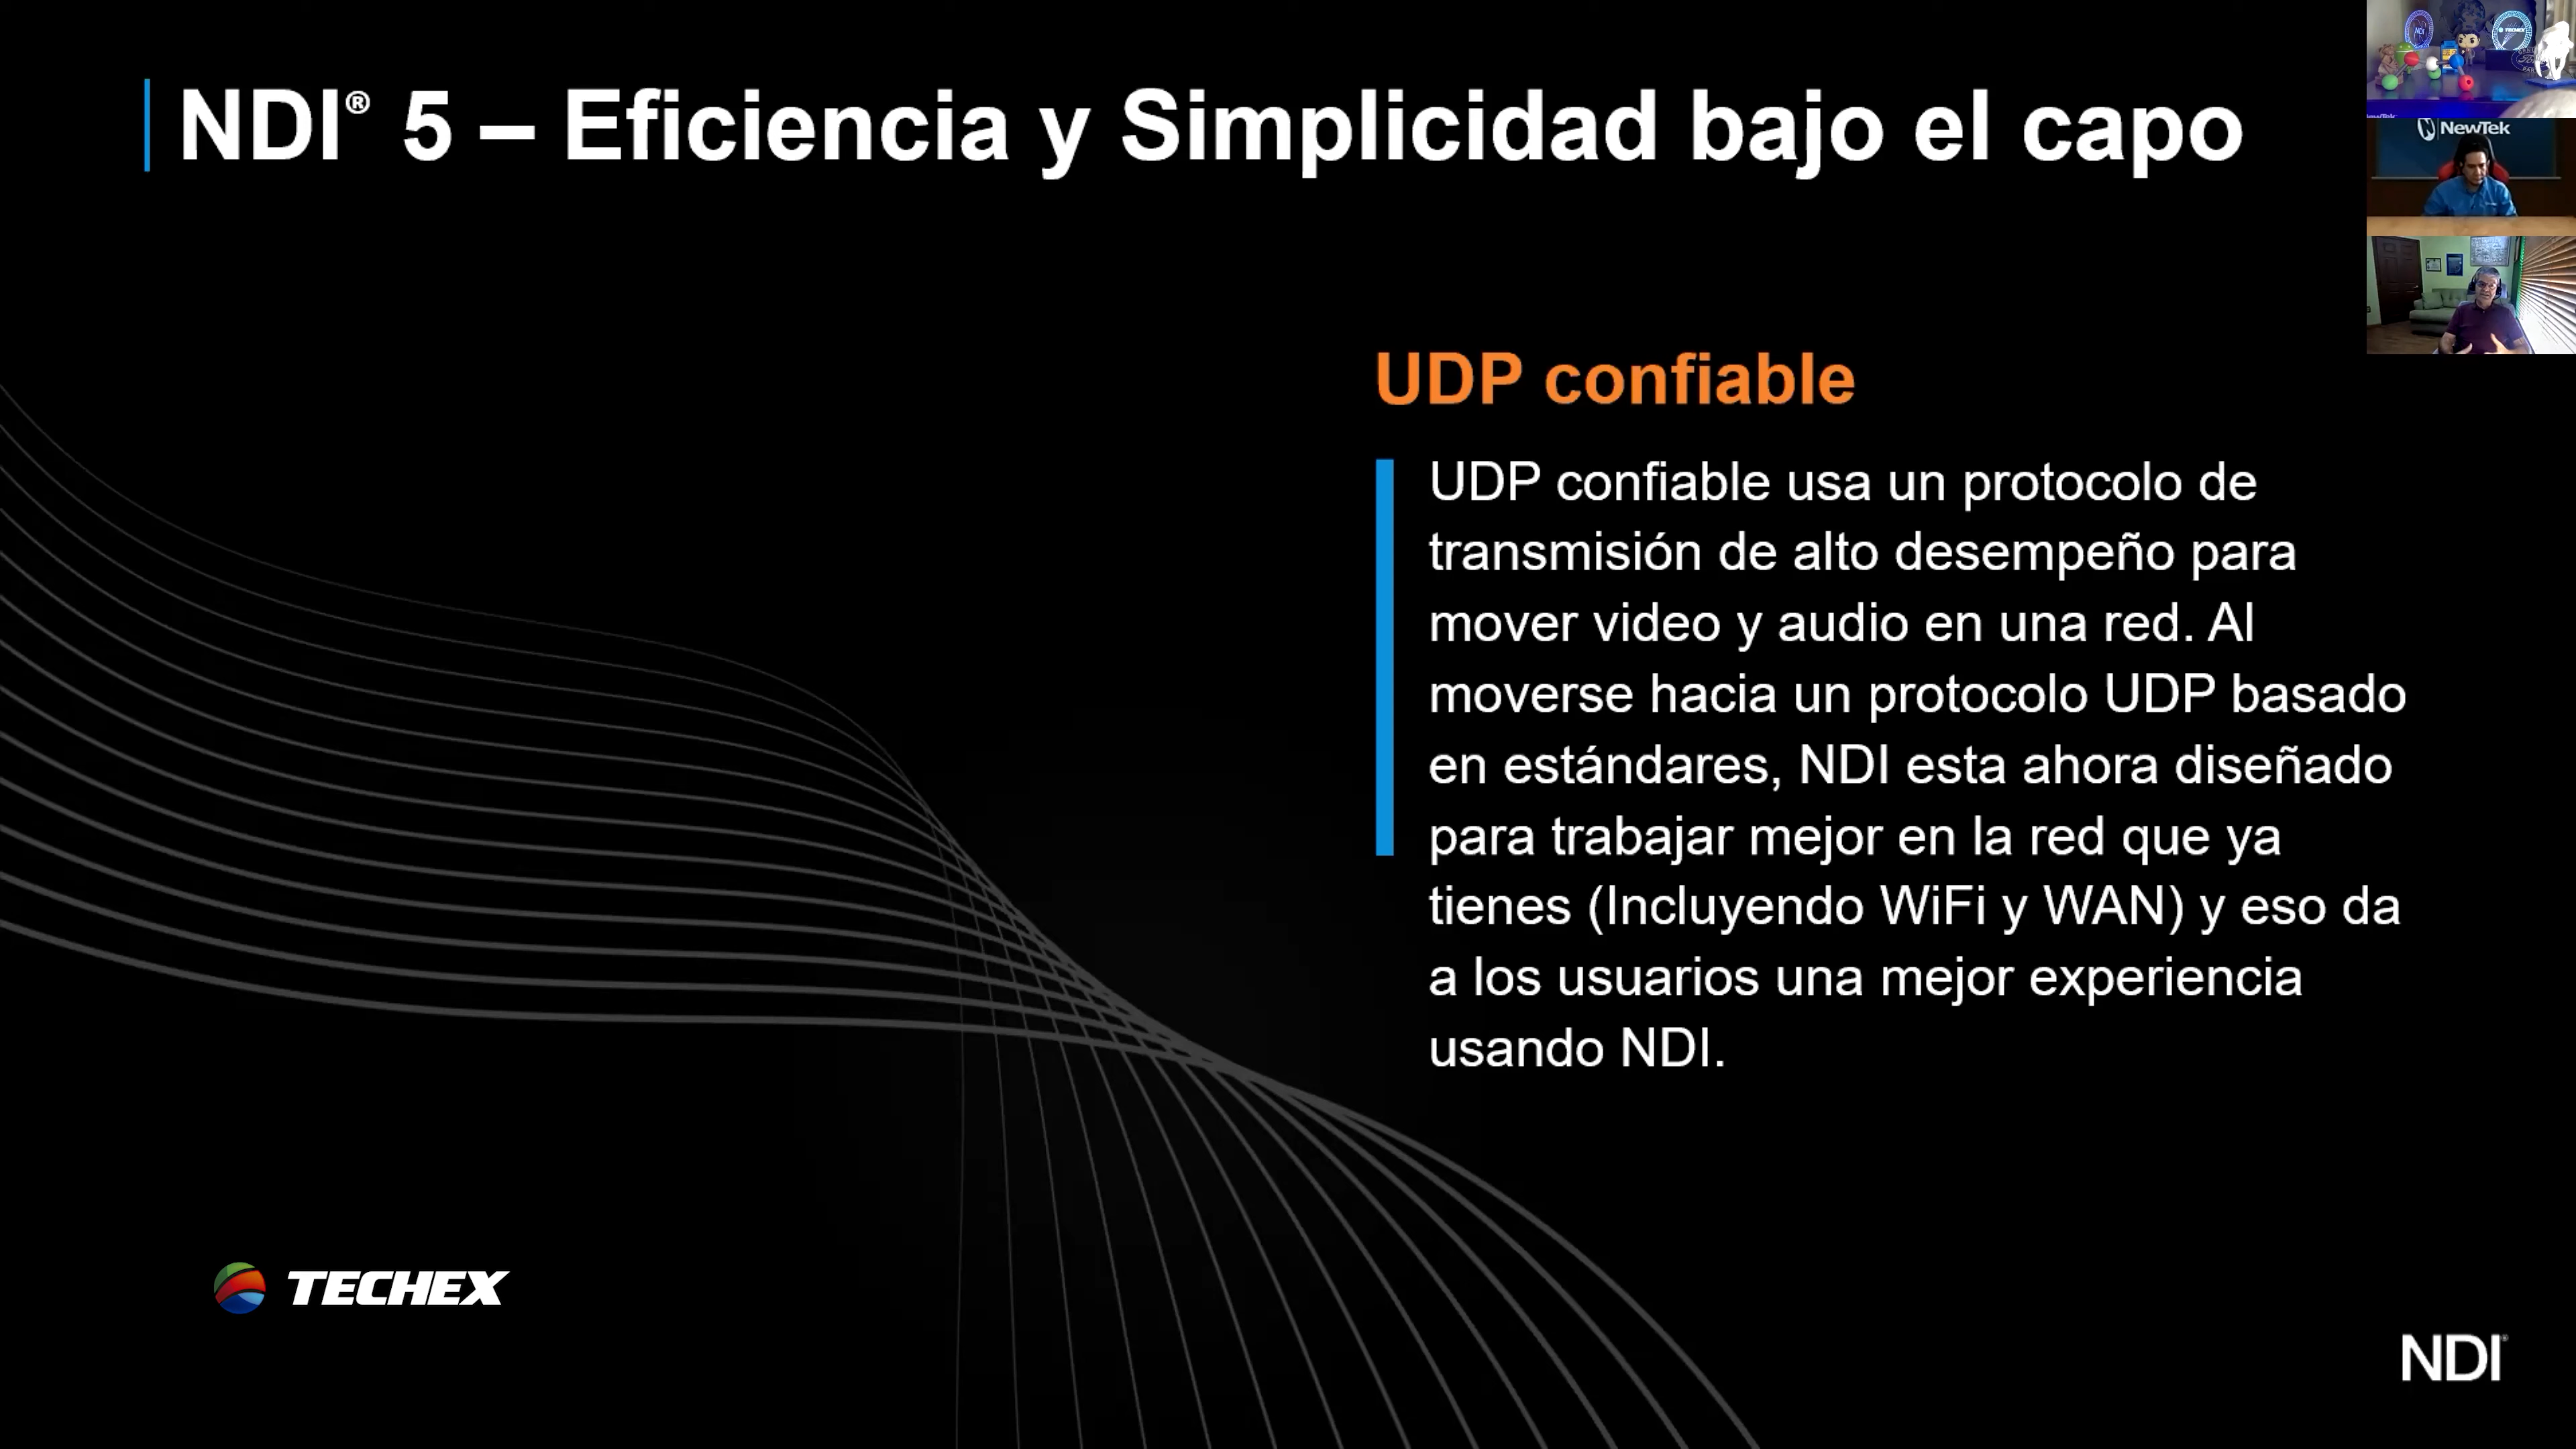 NDI® 5 – Eficiencia y Simplicidad bajo el capo
NDI
TECHEX
NewTek
UDP confiable
UDP confiable usa un protocolo de
transmisión de alto desempeño para
mover video y audio en una red. Al
moverse hacia un protocolo UDP basado
en estándares, NDI esta ahora diseñado
para trabajar mejor en la red que ya
tienes (Incluyendo WiFi y WAN) y eso da
a los usuarios una mejor experiencia
usando NDI.
TECHEX
NDI